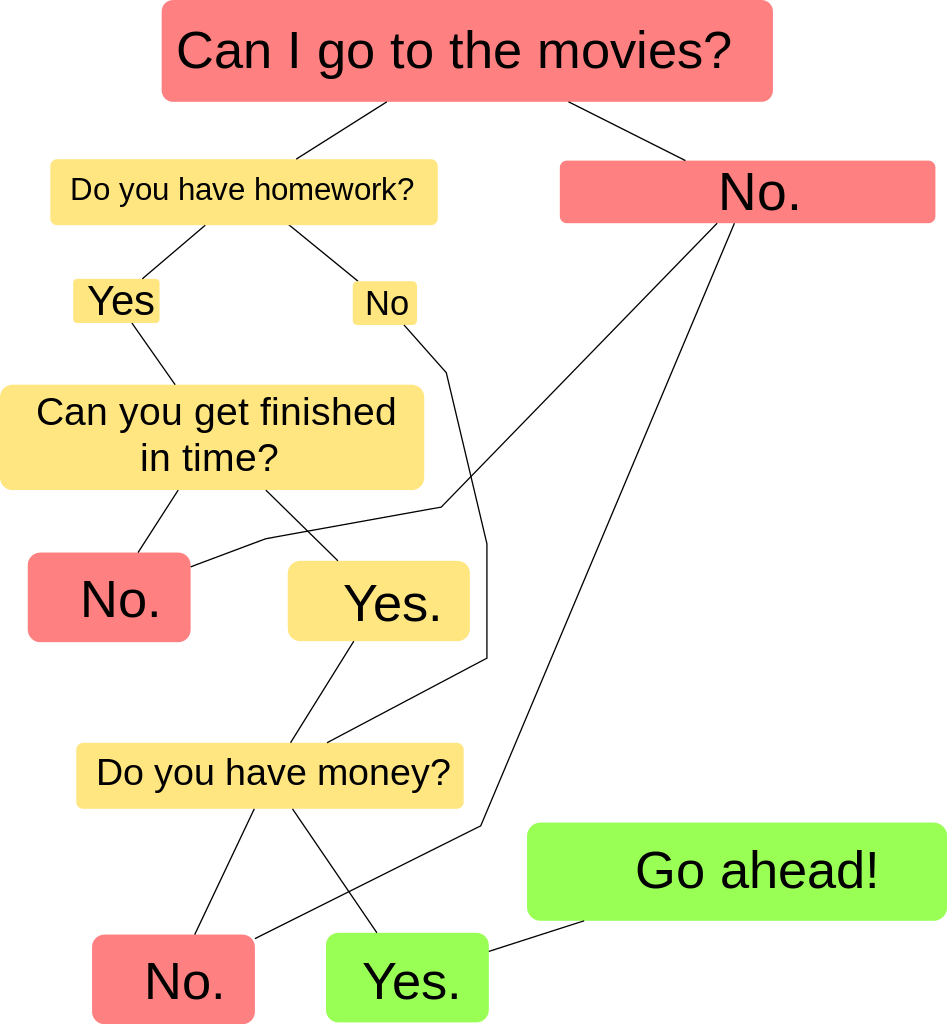 Can I go to the movies?
Do you have homework?
No.
Yes
No
Can you get finished
in time?
No.
Yes.
Do you have money?
Go ahead!
No.
Yes.